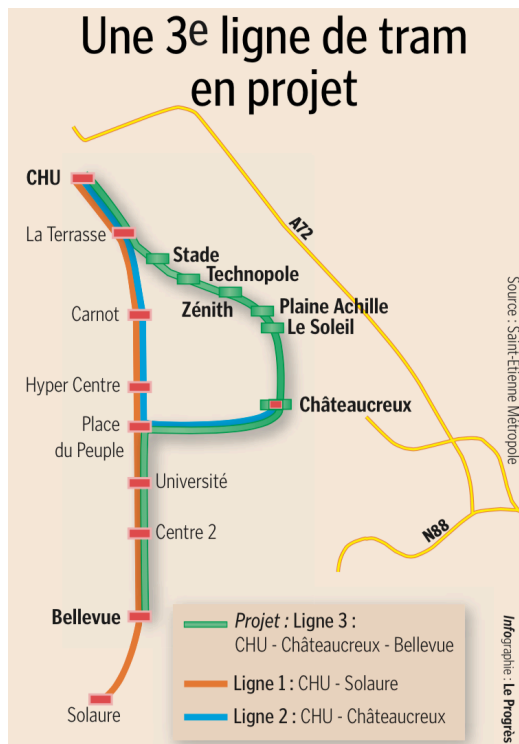 Une 3e ligne de tram
en projet
CHU
A72
La Terrasse
Stade
Technopole
Zénith
Plaine Achille
Carnot
Le Soleil
Hyper Centre
Châteaucreux
Place
du Peuple
Université
Centre 2
N88
Bellevue
Solaure
Projet : Ligne 3 :
CHU - Châteaucreux - Bellevue
Ligne 1 : CHU - Solaure
Ligne 2 : CHU - Châteaucreux
Source : Saint-Etienne Métropole
Infographie : Le Progrès